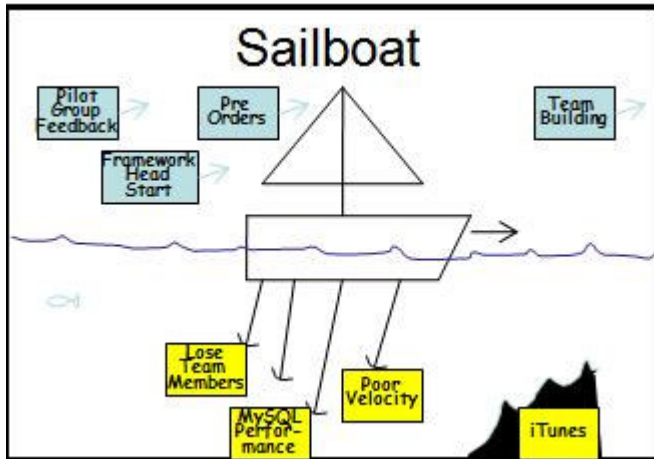 Sailboat
Pilot
Group
Feedback
Pre
Orders
Team
Building
Framework
Head
Start
Lose
Team
Members
Poor
Velocity
MySQL
Perfor-
mance
iTunes